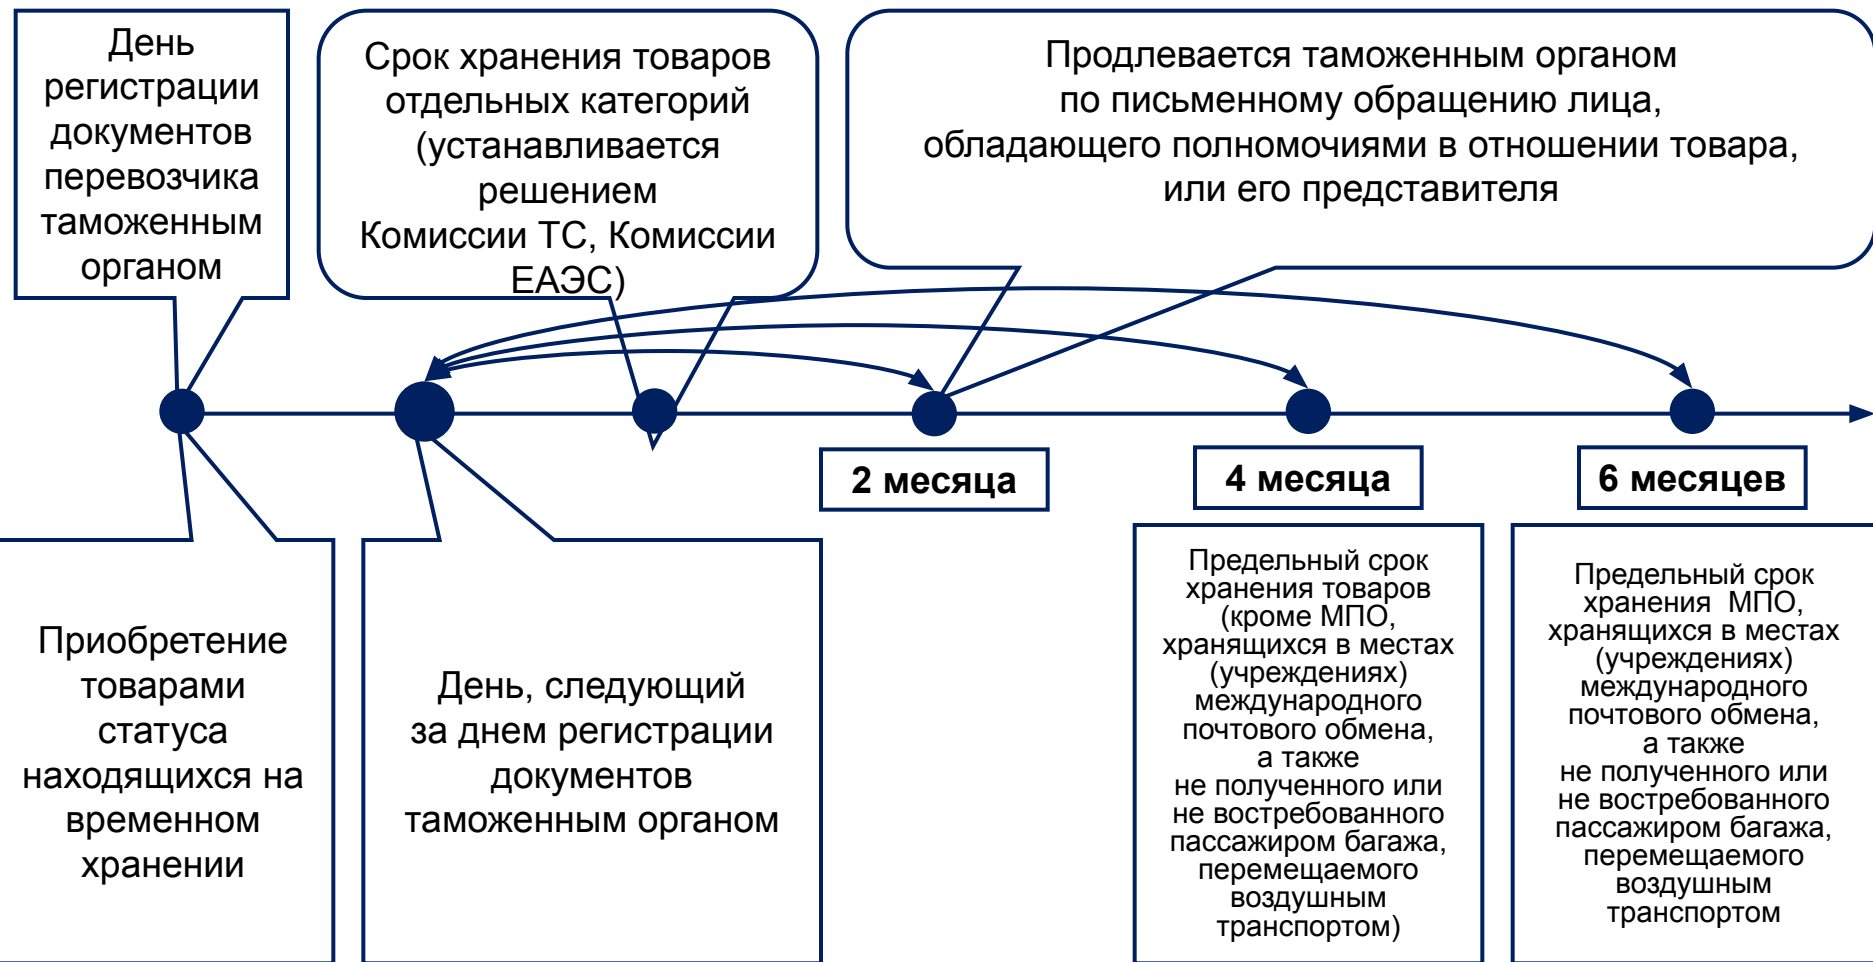 День
регистрации
документов
перевозчика
таможенным
органом
Срок хранения товаров
отдельных категорий
(устанавливается
решением
Комиссии ТС, Комиссии
ЕАЭС)
Продлевается таможенным органом
по письменному обращению лица,
обладающего полномочиями в отношении товара,
или его представителя
2 месяца
4 месяца
6 месяцев
Приобретение
товарами
статуса
находящихся на
временном
хранении
День, следующий
за днем регистрации
документов
таможенным органом
Предельный срок
хранения товаров
(кроме МПО,
хранящихся в местах
(учреждениях)
международного
почтового обмена,
а также
не полученного или
не востребованного
пассажиром багажа,
перемещаемого
воздушным
транспортом)
Предельный срок
хранения МПО,
хранящихся в местах
(учреждениях)
международного
почтового обмена,
а также
не полученного или
не востребованного
пассажиром багажа,
перемещаемого
воздушным
транспортом